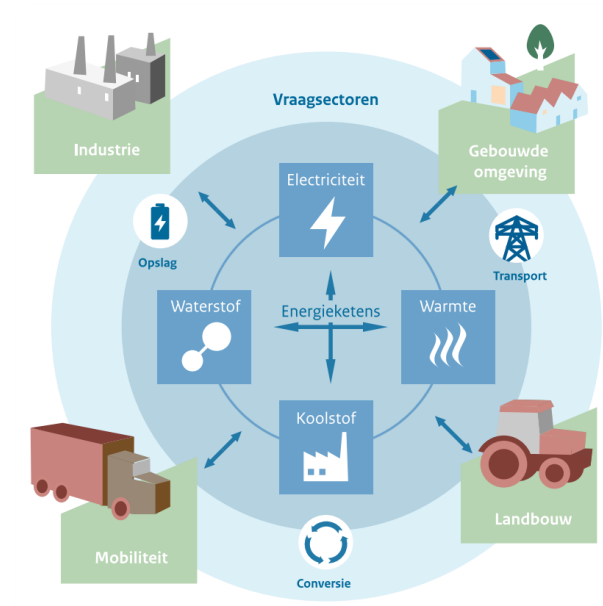 Vraagsectoren
Industrie
Gebouwde
omgeving
Electriciteit
Opslag
Transport
Waterstof
Energieketens
Warmte
Koolstof
Mobiliteit
Landbouw
Conversie